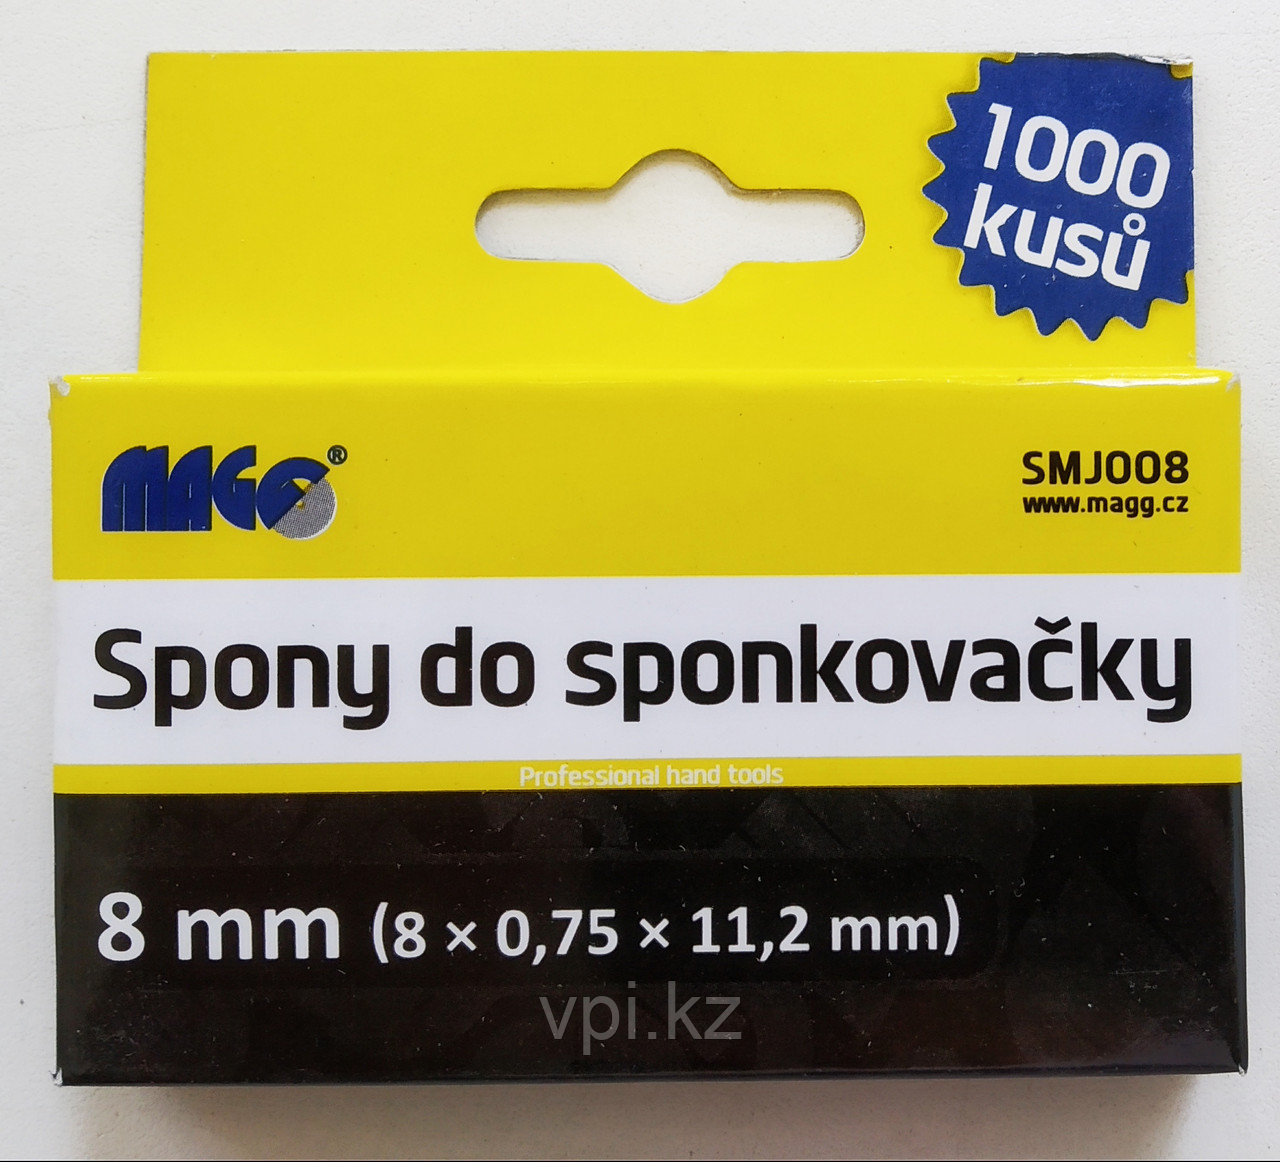 1000
kusů
MAGG®
SMJ008
www.magg.cz
Spony do sponkovačky
Professional hand tools
8 mm (8 × 0,75 × 11,2 mm)
vpi.kz